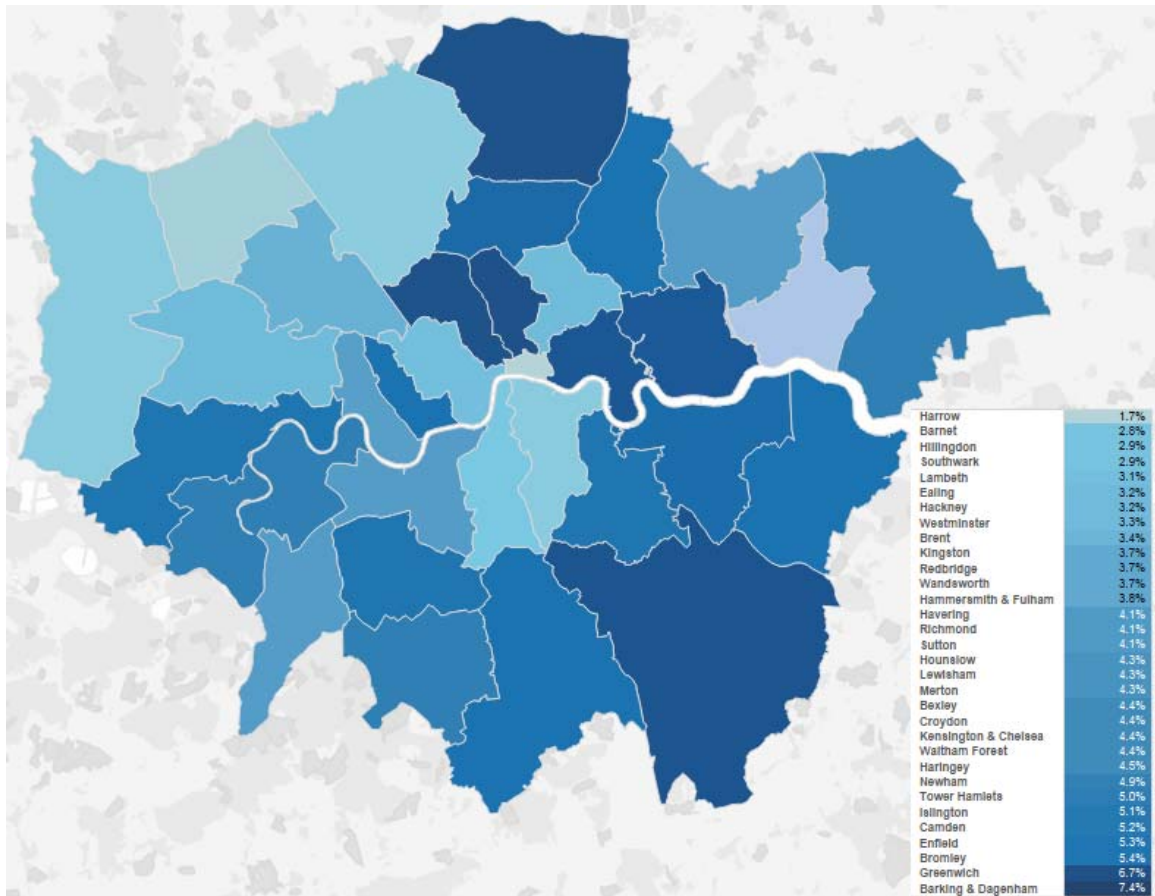 Harrow 1.7%
Barnet 2.8%
Hillingdon 2.9%
Southwark 2.9%
Lambeth 3.1%
Ealing 3.2%
Hackney 3.2%
Westminster 3.3%
Brent 3.4%
Kingston 3.7%
Redbridge 3.7%
Wandsworth 3.7%
Hammersmith & Fulham 3.8%
Havering 4.1%
Richmond 4.1%
Sutton 4.1%
Hounslow 4.3%
Lewisham 4.3%
Merton 4.3%
Bexley 4.4%
Croydon 4.4%
Kensington & Chelsea 4.4%
Waltham Forest 4.4%
Haringey 4.5%
Newham 4.9%
Tower Hamlets 5.0%
Islington 5.1%
Camden 5.2%
Enfield 5.3%
Bromley 5.4%
Greenwich 6.7%
Barking & Dagenham 7.4%